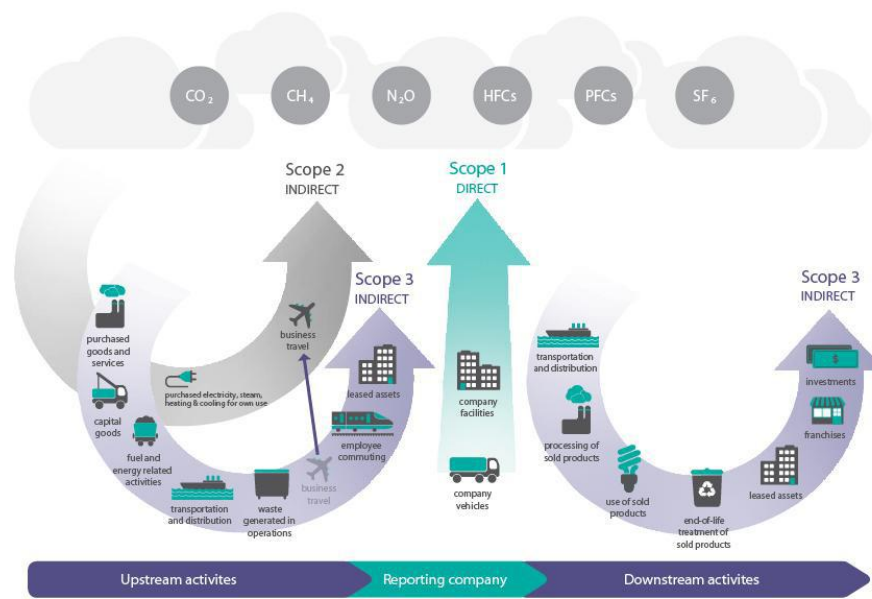 CO₂
CH₄
N₂O
HFCs
PFCs
SF₆
Scope 2
INDIRECT
Scope 1
DIRECT
Scope 3
INDIRECT
Scope 3
INDIRECT
purchased
goods and
services
capital
goods
fuel and
energy related
activities
transportation
and distribution
waste
generated in
operations
business
travel
purchased electricity, steam,
heating & cooling for own use
business
travel
employee
commuting
leased assets
company
facilities
company
vehicles
transportation
and distribution
processing of
sold products
use of sold
products
end-of-life
treatment of
sold products
leased assets
franchises
$
investments
Upstream activites
Reporting company
Downstream activites